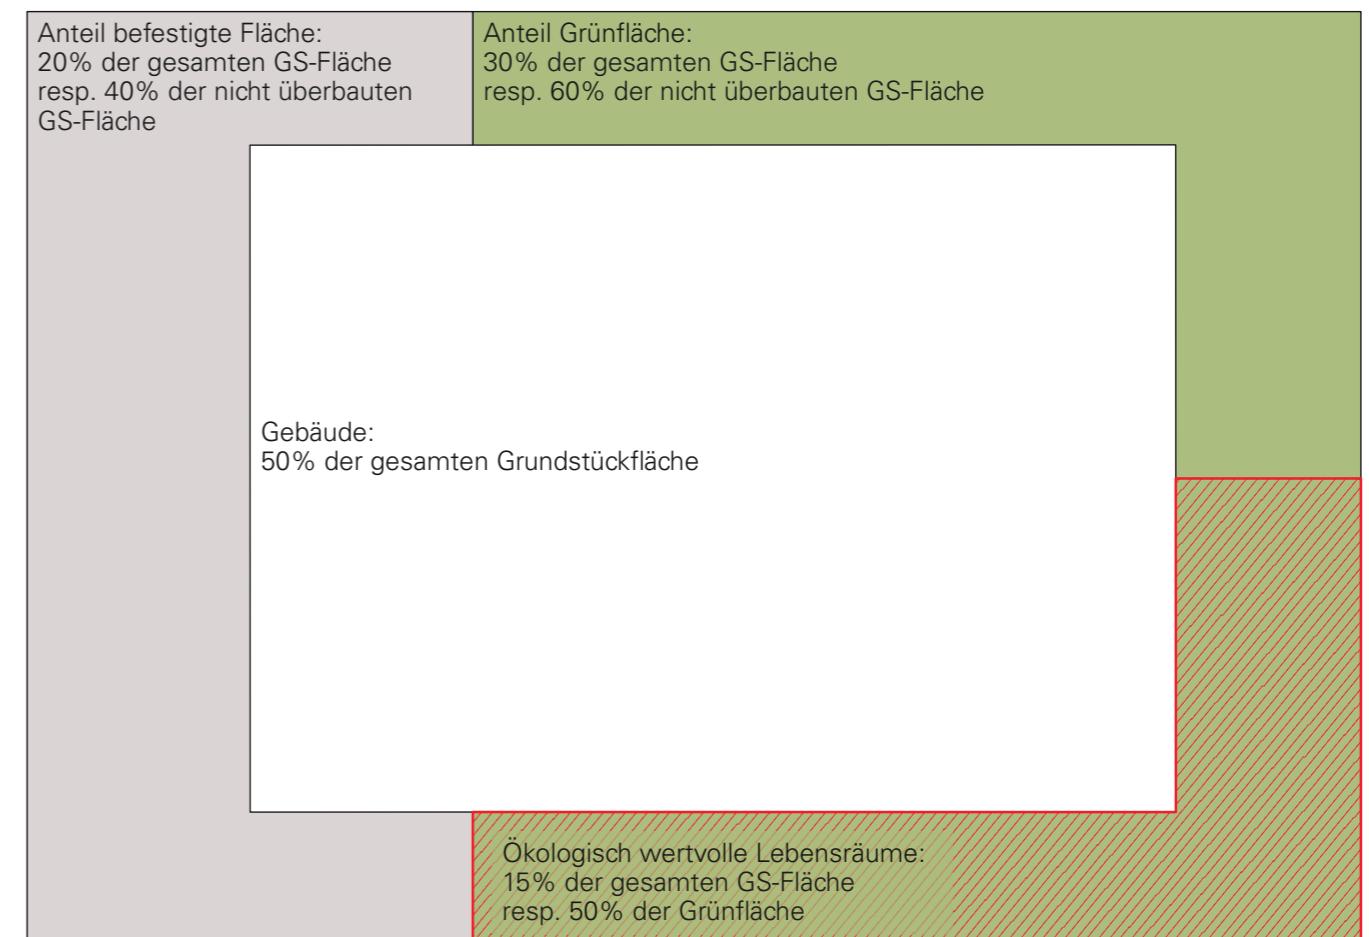 Anteil befestigte Fläche:
20% der gesamten GS-Fläche
resp. 40% der nicht überbauten
GS-Fläche
Anteil Grünfläche:
30% der gesamten GS-Fläche
resp. 60% der nicht überbauten GS-Fläche
Gebäude:
50% der gesamten Grundstückfläche
Ökologisch wertvolle Lebensräume:
15% der gesamten GS-Fläche
resp. 50% der Grünfläche